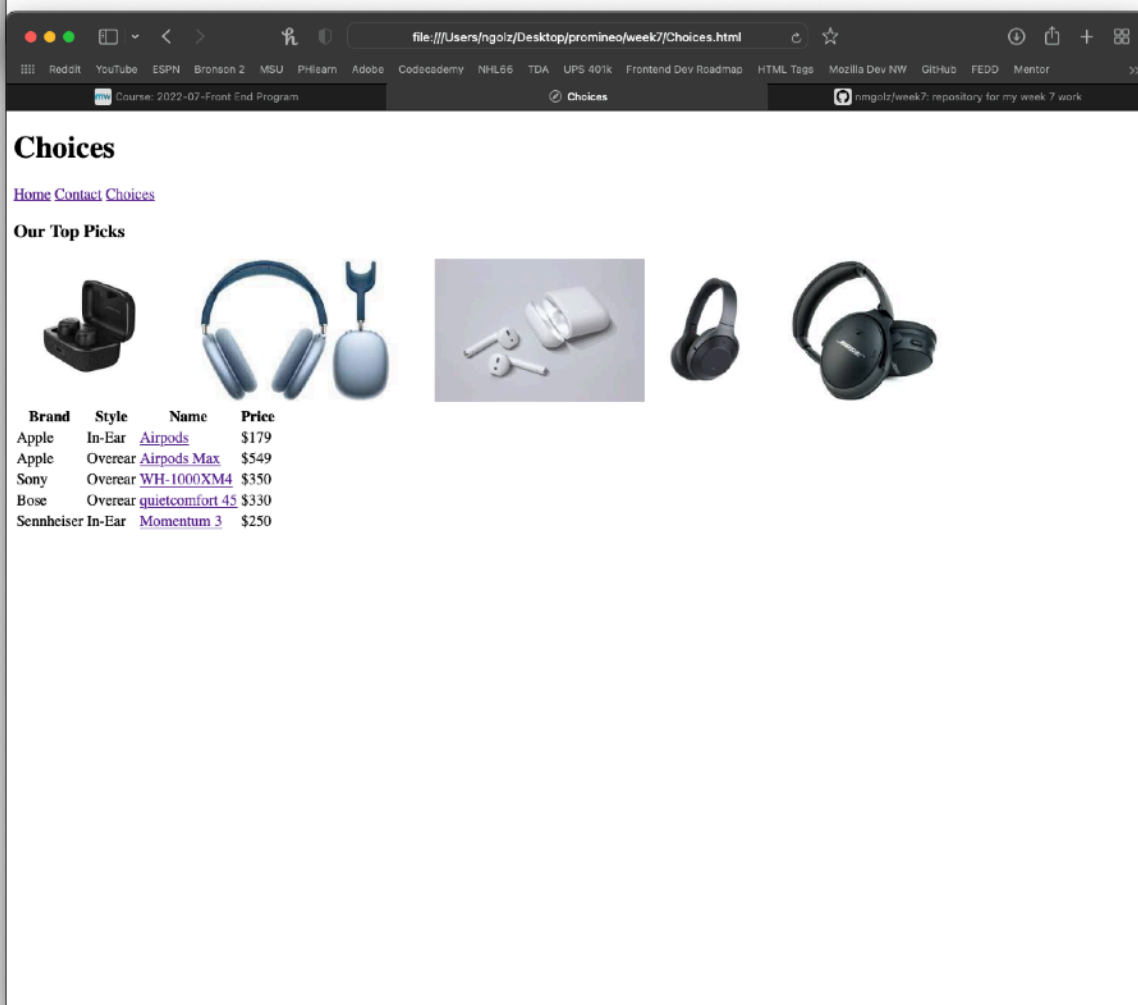 file:///Users/ngolz/Desktop/promineo/week7/Choices.html
Reddit YouTube ESPN Bronson 2 MSU PHlearn Adobe Codecademy NHL66 TDA UPS 401k Frontend Dev Roadmap HTML Tags Mozilla Dev NW GitHub FEDD Mentor
mw Course: 2022-07-Front End Program Choices nmgolz/week7: repository for my week 7 work
Choices
Home Contact Choices
Our Top Picks
BOSE
Brand Style Name Price
Apple In-Ear Airpods $179
Apple Overear Airpods Max $549
Sony Overear WH-1000XM4 $350
Bose Overear quietcomfort 45 $330
Sennheiser In-Ear Momentum 3 $250